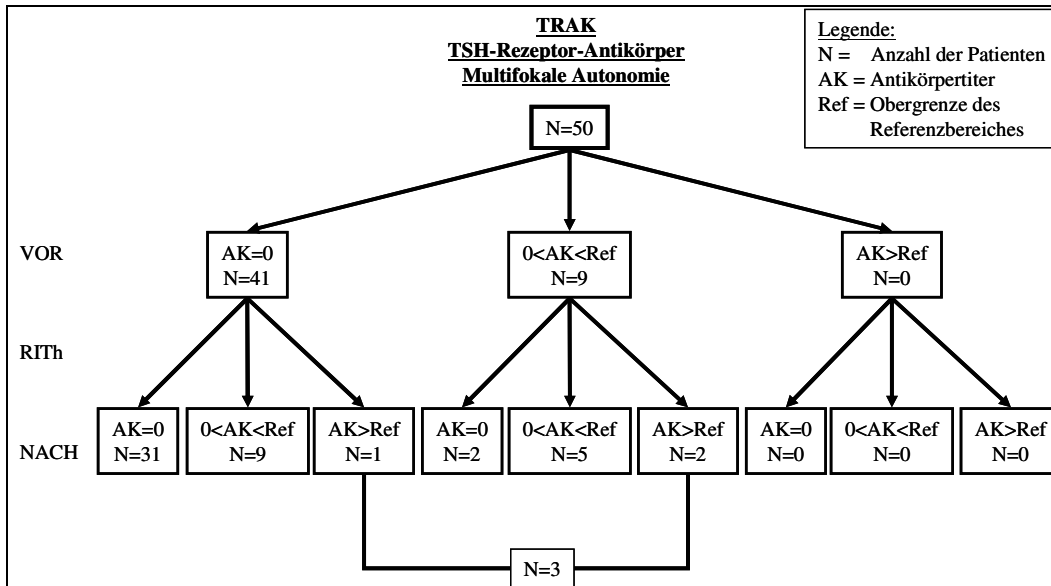 TRAK
TSH-Rezeptor-Antikörper
Multifokale Autonomie
Legende:
N = Anzahl der Patienten
AK = Antikörpertiter
Ref = Obergrenze des
Referenzbereiches
N=50
VOR
AK=0
N=41
0<AK<Ref
N=9
AK>Ref
N=0
RITh
NACH
AK=0
N=31
0<AK<Ref
N=9
AK>Ref
N=1
AK=0
N=2
0<AK<Ref
N=5
AK>Ref
N=2
AK=0
N=0
0<AK<Ref
N=0
AK>Ref
N=0
N=3